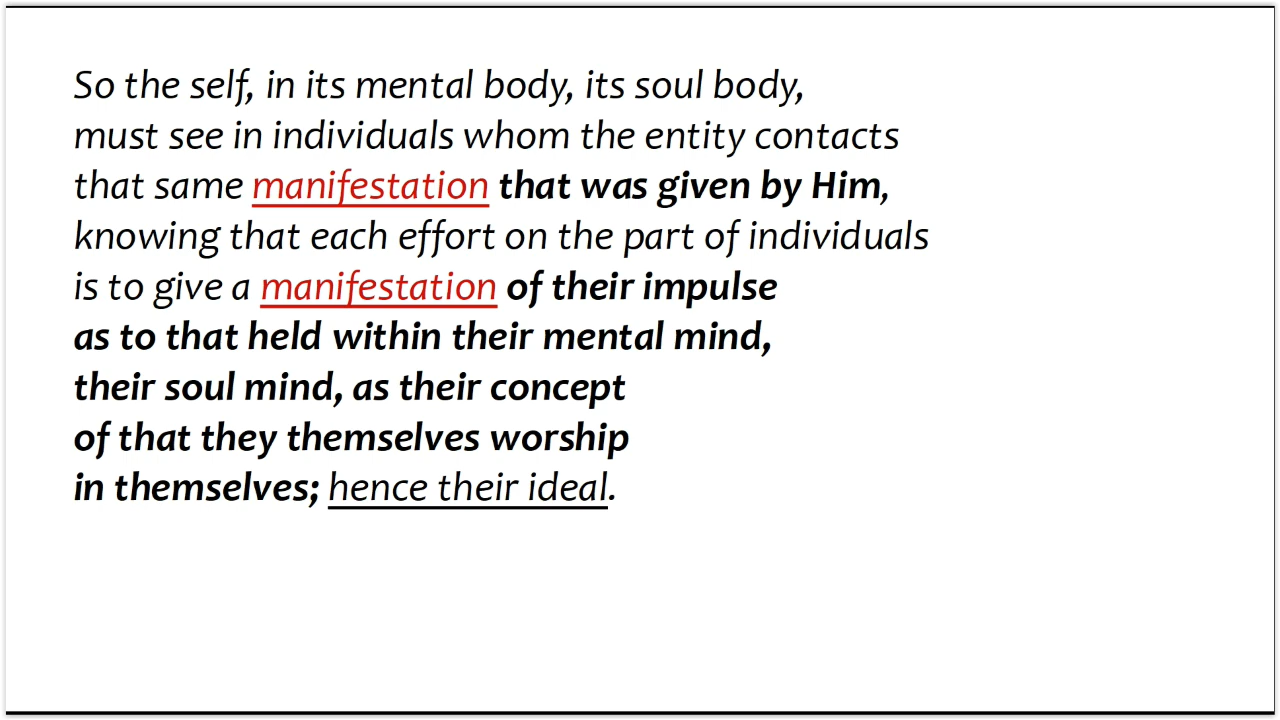 So the self, in its mental body, its soul body,
must see in individuals whom the entity contacts
that same manifestation that was given by Him,
knowing that each effort on the part of individuals
is to give a manifestation of their impulse
as to that held within their mental mind,
their soul mind, as their concept
of that they themselves worship
in themselves; hence their ideal.